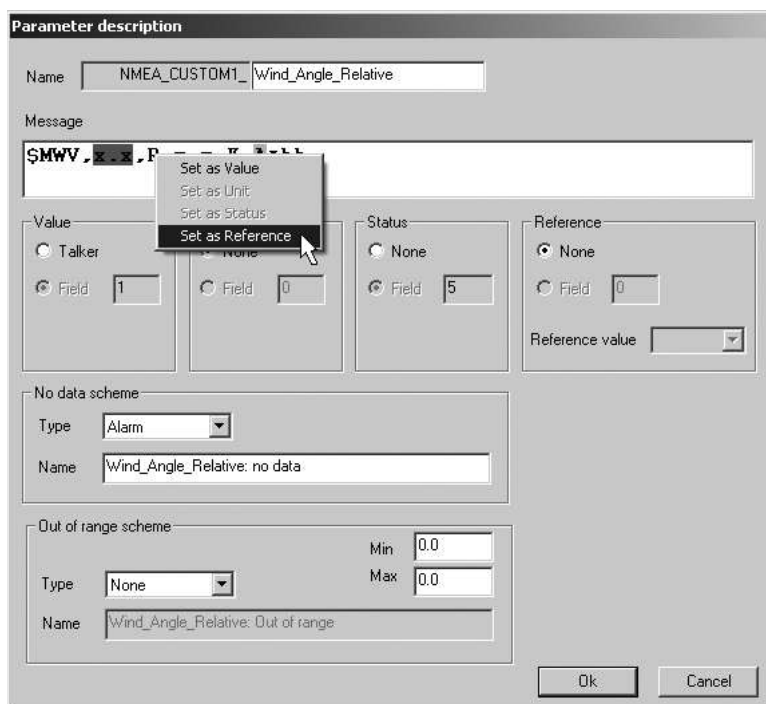 Parameter description
Name NMEA_CUSTOM1_ Wind_Angle_Relative
Message
$MWV,x.x,R
Set as Value
Set as Unit
Set as Status
Set as Reference
Value Status Reference
Talker None None None
Field 1 Field 0 Field 5 Field 0
Reference value
No data scheme
Type Alarm
Name Wind_Angle_Relative: no data
Out of range scheme
Min 0.0
Type None Max 0.0
Name Wind_Angle_Relative: Out of range
Ok Cancel